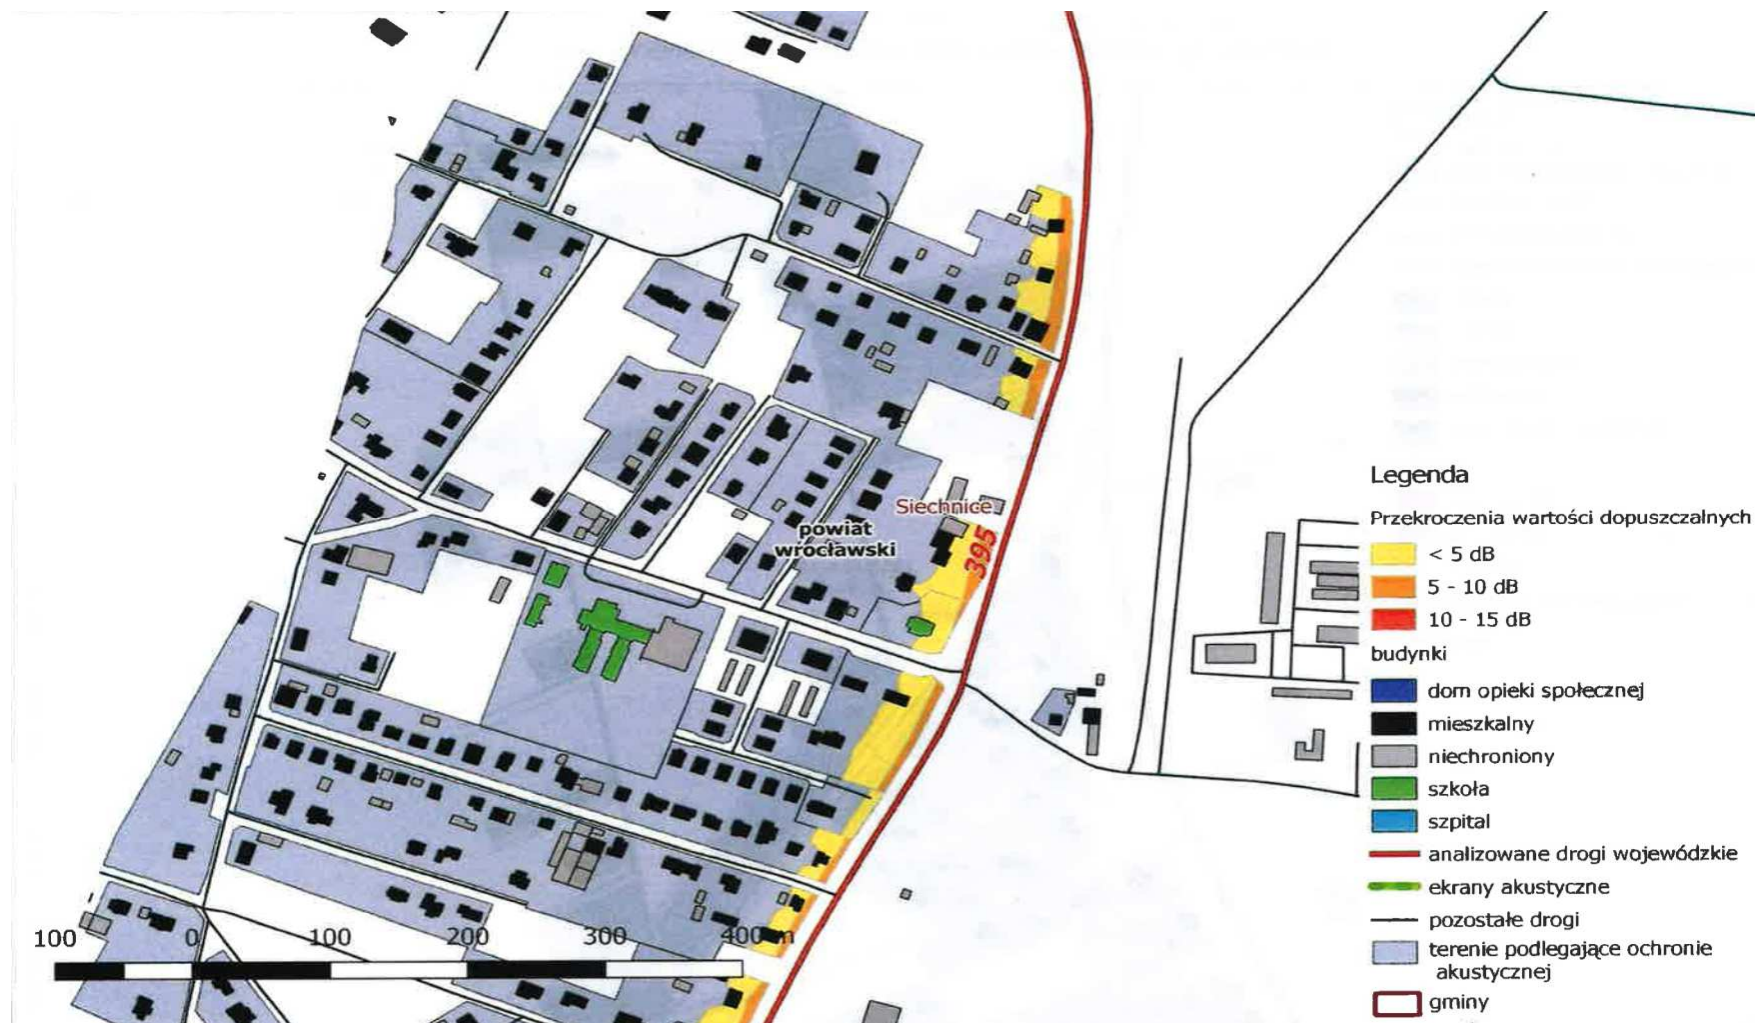 Siechnice
powiat
wrocławski
395
100 0 100 200 300 400 m
Legenda
Przekroczenia wartości dopuszczalnych
< 5 dB
5 - 10 dB
10 - 15 dB
budynki
dom opieki społecznej
mieszkalny
niechroniony
szkoła
szpital
analizowane drogi wojewódzkie
ekrany akustyczne
pozostałe drogi
terenie podlegające ochronie
akustycznej
gminy